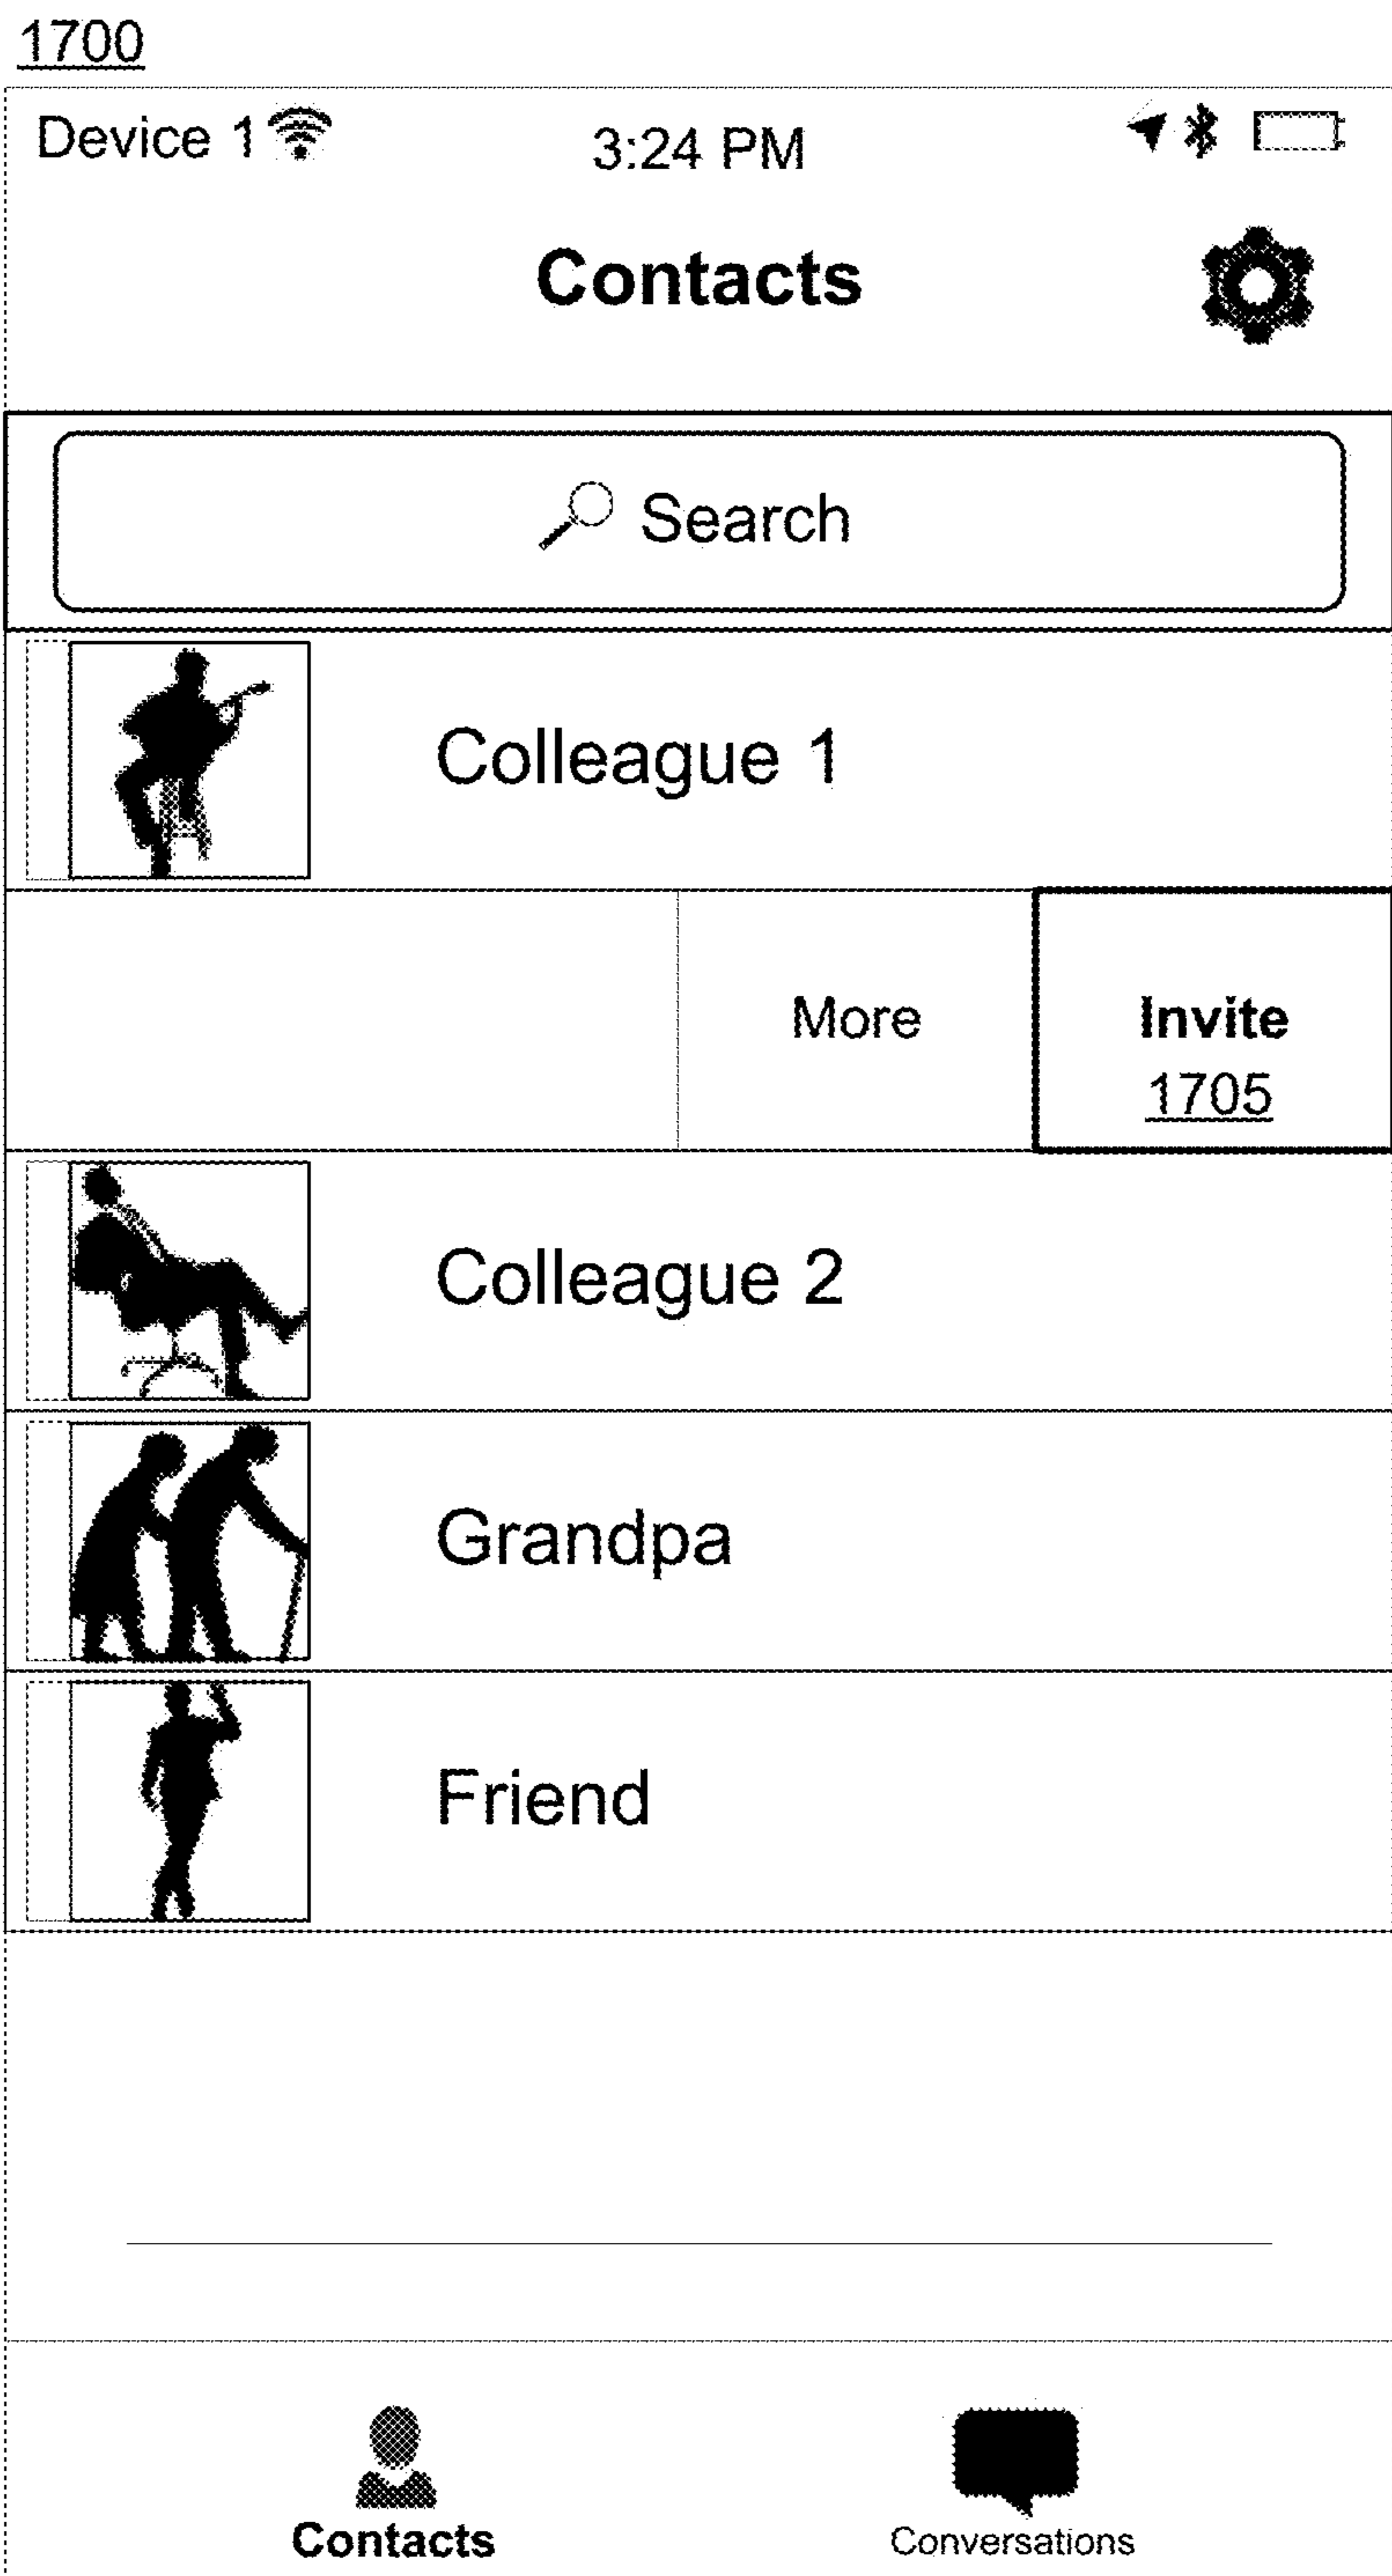 1700
Device 1 3:24 PM
Contacts
Search
Colleague 1
More Invite
1705
Colleague 2
Grandpa
Friend
Contacts Conversations